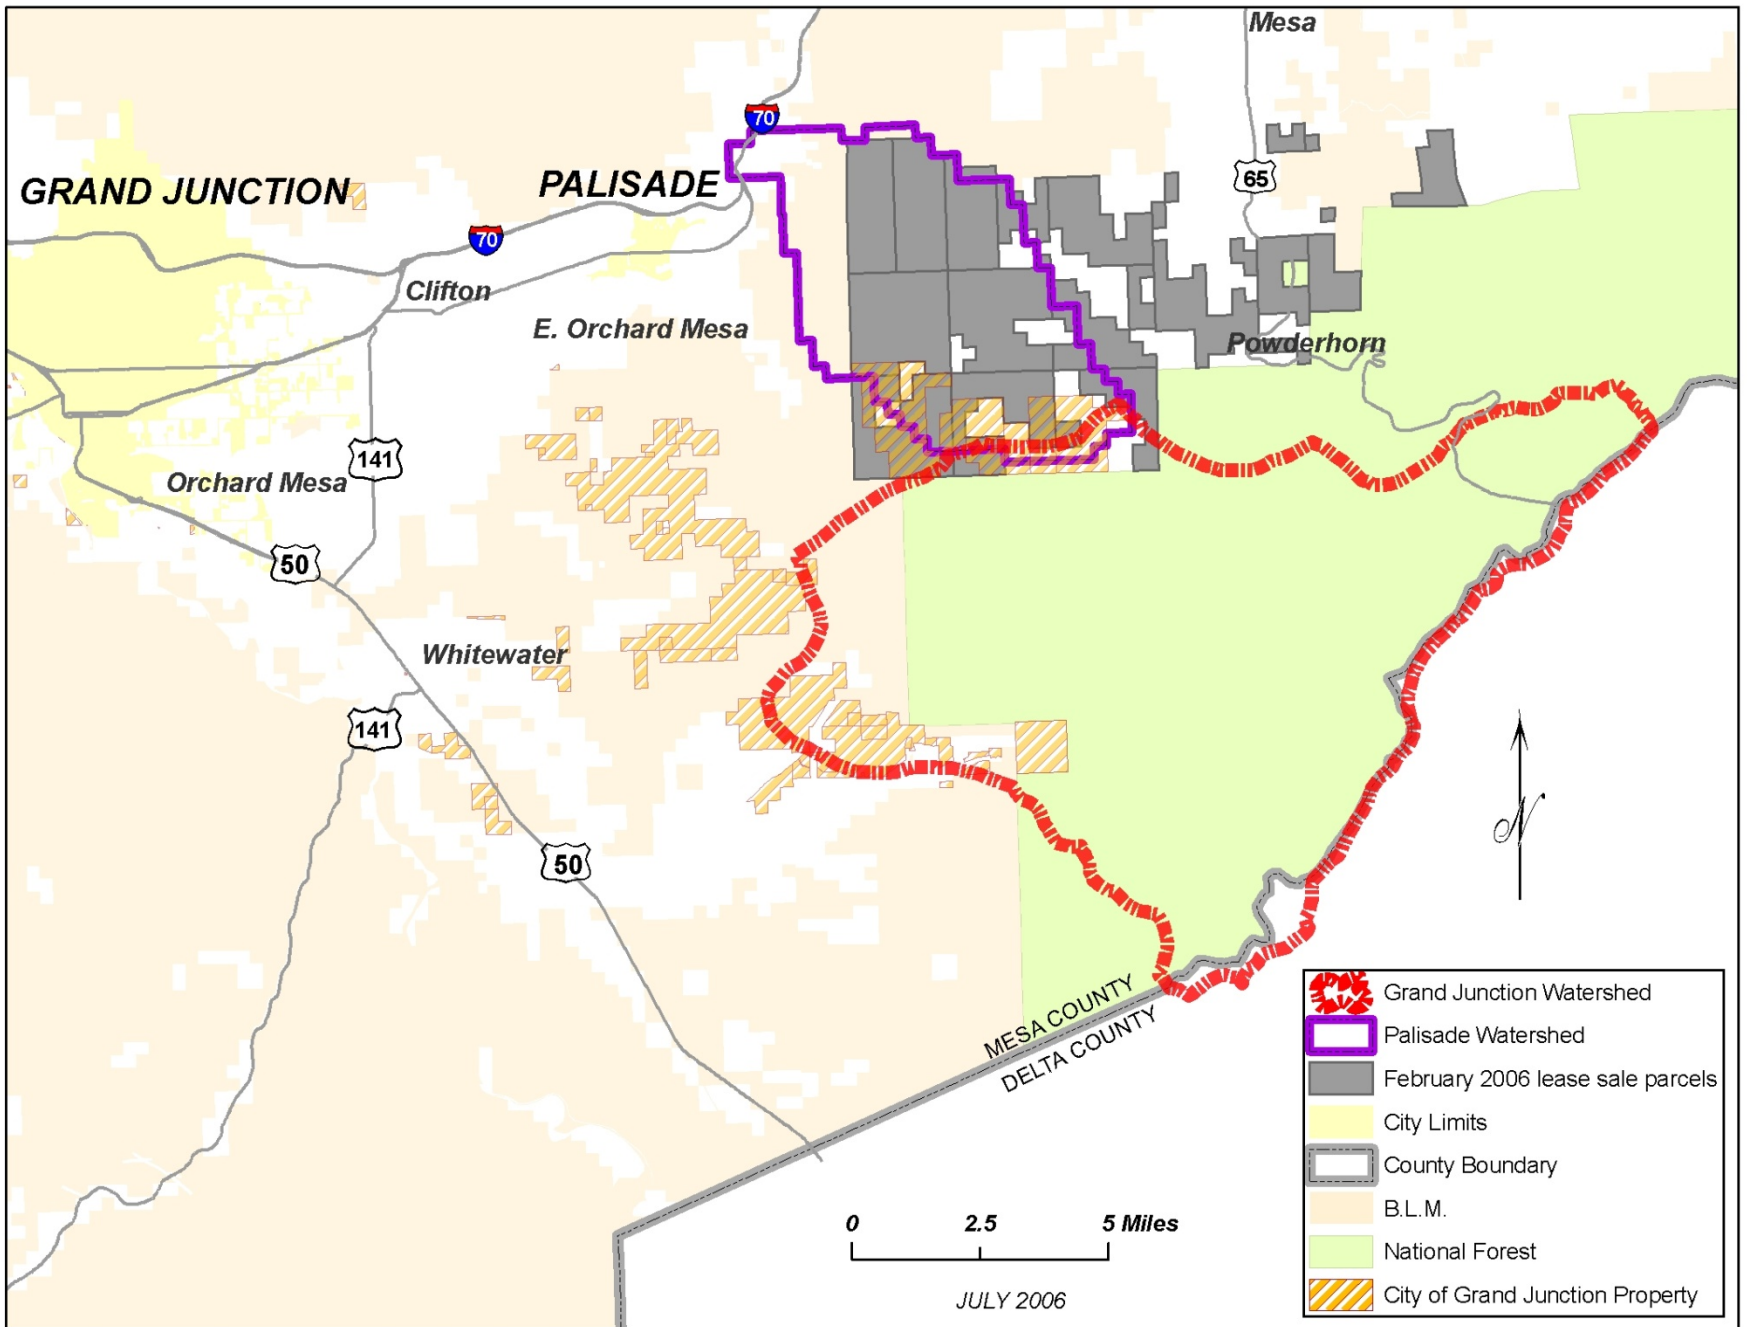 Mesa
70
GRAND JUNCTION
PALISADE
65
70
Clifton
E. Orchard Mesa
Powderhorn
141
Orchard Mesa
50
Whitewater
141
50
N
MESA COUNTY
DELTA COUNTY
0 2.5 5 Miles
JULY 2006
Grand Junction Watershed
Palisade Watershed
February 2006 lease sale parcels
City Limits
County Boundary
B.L.M.
National Forest
City of Grand Junction Property